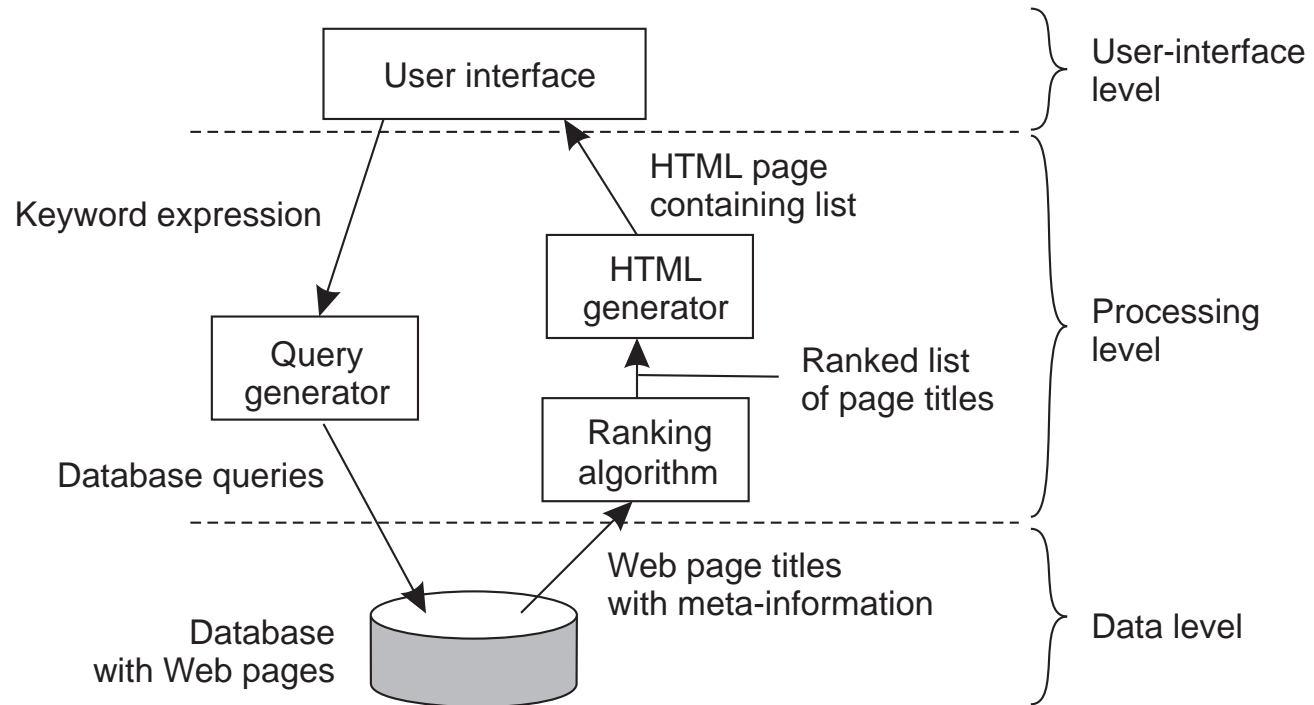 User interface
User-interface
level
HTML page
containing list
Keyword expression
HTML
generator
Processing
level
Query
generator
Ranked list
of page titles
Ranking
algorithm
Database queries
Web page titles
with meta-information
Database
with Web pages
Data level